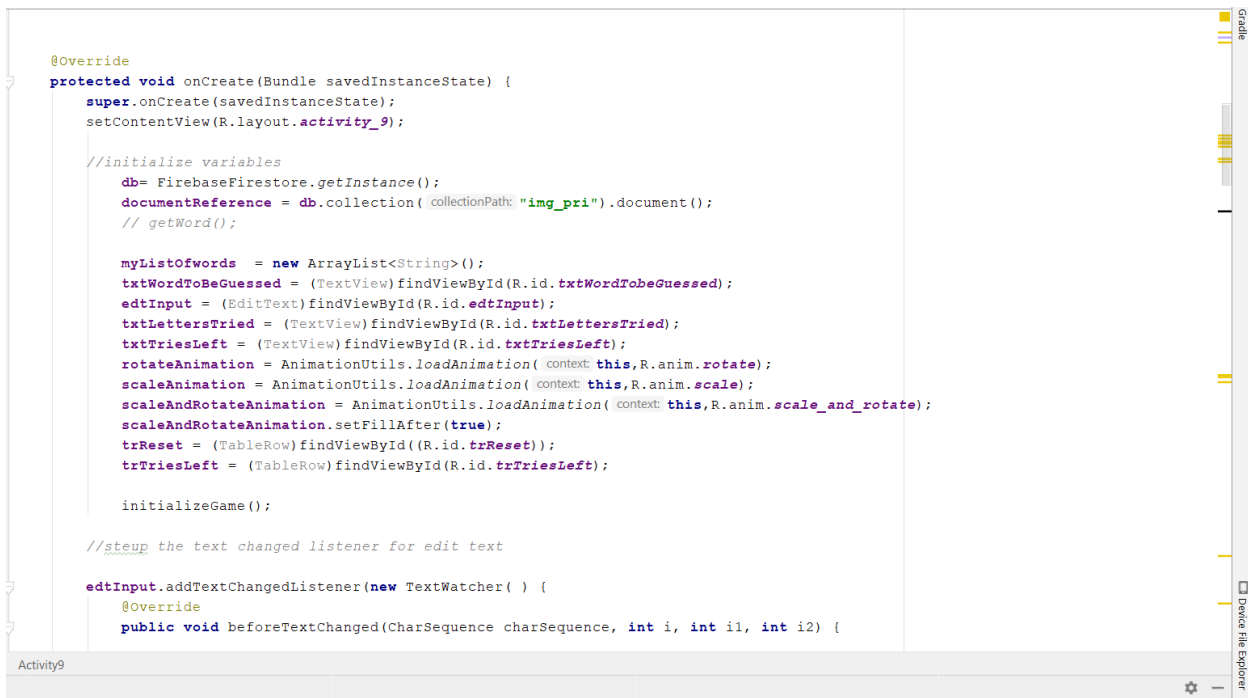 Gradle
@Override
protected void onCreate(Bundle savedInstanceState) {
super.onCreate(savedInstanceState);
setContentView(R.layout.activity_9);
//initialize variables
db= FirebaseFirestore.getInstance();
documentReference = db.collection( collectionPath: "img_pri").document();
// getWord();
myListOfwords  = new ArrayList<String>();
txtWordToBeGuessed = (TextView)findViewById(R.id.txtWordTobeGuessed);
edtInput = (EditText)findViewById(R.id.edtInput);
txtLettersTried = (TextView)findViewById(R.id.txtLettersTried);
txtTriesLeft = (TextView)findViewById(R.id.txtTriesLeft);
rotateAnimation = AnimationUtils.loadAnimation( context: this,R.anim.rotate);
scaleAnimation = AnimationUtils.loadAnimation( context: this,R.anim.scale);
scaleAndRotateAnimation = AnimationUtils.loadAnimation( context: this,R.anim.scale_and_rotate);
scaleAndRotateAnimation.setFillAfter(true);
trReset = (TableRow)findViewById((R.id.trReset));
trTriesLeft = (TableRow)findViewById(R.id.trTriesLeft);
initializeGame();
//steup the text changed listener for edit text
edtInput.addTextChangedListener(new TextWatcher( ) {
@Override
public void beforeTextChanged(CharSequence charSequence, int i, int i1, int i2) {
Device File Explorer
Activity9